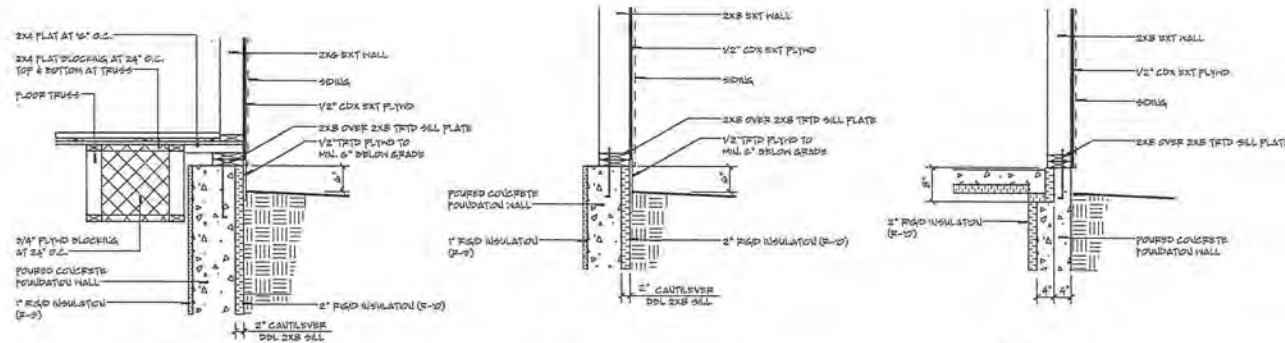 2X4 FLAT AT 16" O.C.
2X4 FLAT BLOCKING AT 24" O.C.
TOP & BOTTOM AT TRUSS
FLOOR TRUSS
3/4" PLYWD BLOCKING
AT 24" O.C.
POURED CONCRETE
FOUNDATION WALL
1" RIGID INSULATION
(R-5)
2X6 EXT WALL
SIDING
1/2" CDX EXT PLYWD
2X8 OVER 2X8 TRTD SILL PLATE
1/2" TRTD PLYWD TO
MIN. 6" BELOW GRADE
2" RIGID INSULATION (R-10)
2" CANTILEVER
DBL 2X8 SILL
2X8 EXT WALL
1/2" CDX EXT PLYWD
SIDING
2X8 OVER 2X8 TRTD SILL PLATE
1/2" TRTD PLYWD TO
MIN. 6" BELOW GRADE
POURED CONCRETE
FOUNDATION WALL
1" RIGID INSULATION
(R-5)
2" RIGID INSULATION (R-10)
2" CANTILEVER
DBL 2X8 SILL
2X8 EXT WALL
1/2" CDX EXT PLYWD
SIDING
2X8 OVER 2X8 TRTD SILL PLATE
8"
2" RIGID INSULATION
(R-10)
POURED CONCRETE
FOUNDATION WALL
4" 4"